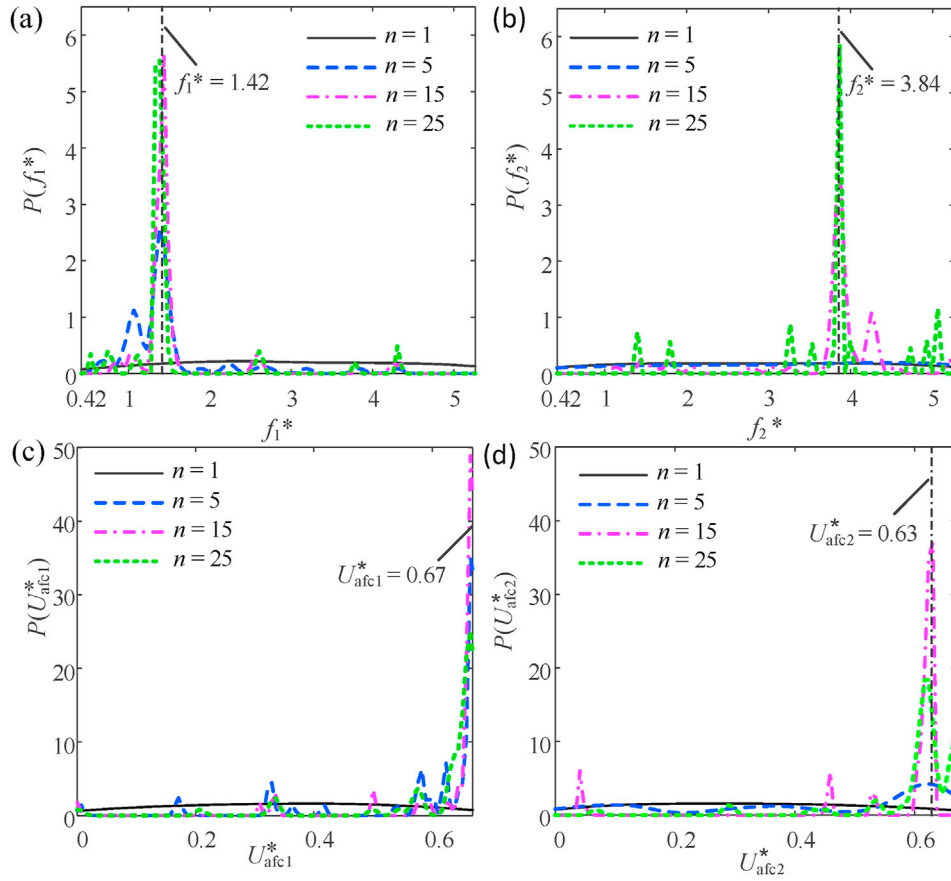 (a)
6
5
4
3
2
1
0
P(f₁*)
f₁* = 1.42
n = 1
n = 5
n = 15
n = 25
0.42 1 2 3 4 5
f₁*
(b)
6
5
4
3
2
1
0
P(f₂*)
n = 1
n = 5
n = 15
n = 25
f₂* = 3.84
0.42 1 2 3 4 5
f₂*
(c)
50
40
30
20
10
0
P(U*afc1)
n = 1
n = 5
n = 15
n = 25
U*afc1 = 0.67
0 0.2 0.4 0.6
U*afc1
(d)
50
40
30
20
10
0
P(U*afc2)
n = 1
n = 5
n = 15
n = 25
U*afc2 = 0.63
0 0.2 0.4 0.6
U*afc2